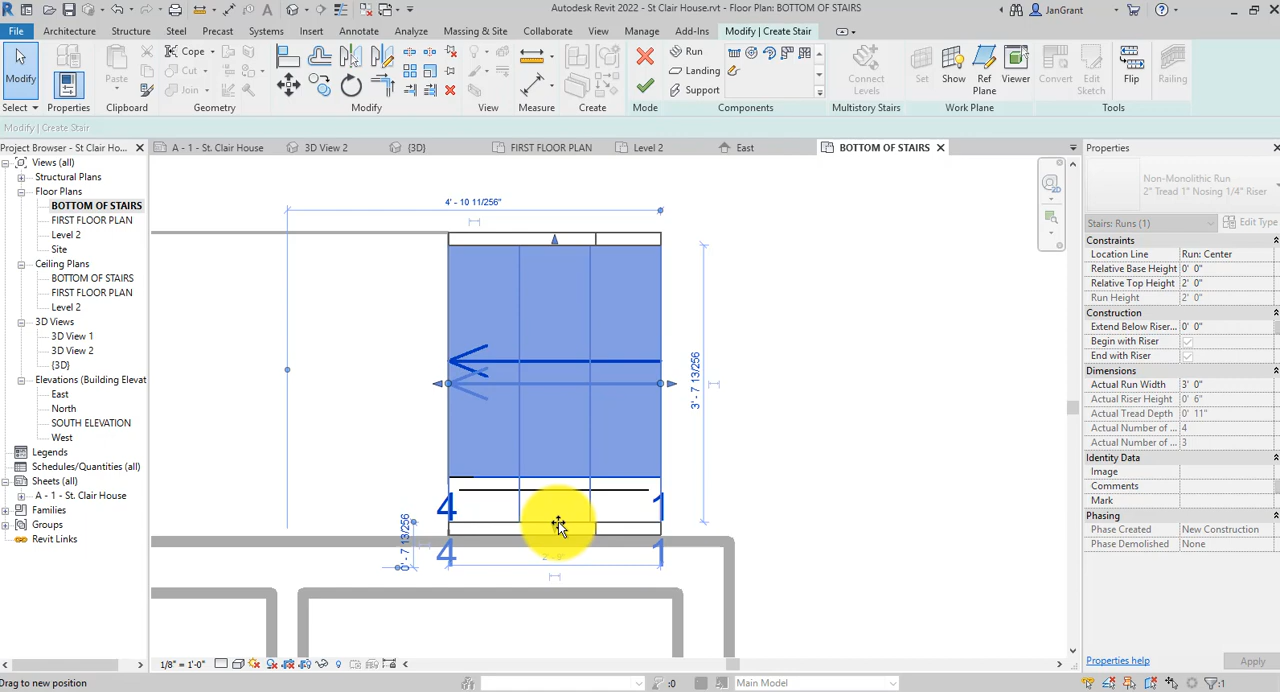 Autodesk Revit 2022 - St Clair House.rvt - Floor Plan: BOTTOM OF STAIRS
JanGrant
File Architecture Structure Steel Precast Systems Insert Annotate Analyze Massing & Site Collaborate View Manage Add-Ins Modify | Create Stair
Modify
Properties
Paste
Cope
Cut
Join
Run
Landing
Support
Connect
Levels
Set Show Ref
Plane Viewer Convert Edit
Sketch Flip Railing
Select Properties Clipboard Geometry Modify View Measure Create Mode Components Multistory Stairs Work Plane Tools
Modify | Create Stair
Project Browser - St Clair Ho...
A - 1 - St. Clair House 3D View 2 {3D} FIRST FLOOR PLAN Level 2 East BOTTOM OF STAIRS
Properties
Views (all)
Structural Plans
Floor Plans
BOTTOM OF STAIRS
FIRST FLOOR PLAN
Level 2
Site
Ceiling Plans
BOTTOM OF STAIRS
FIRST FLOOR PLAN
Level 2
3D Views
3D View 1
3D View 2
{3D}
Elevations (Building Elevat
East
North
SOUTH ELEVATION
West
Legends
Schedules/Quantities (all)
Sheets (all)
A - 1 - St. Clair House
Families
Groups
Revit Links
4' - 10 11/256"
3' - 7 13/256
4 1
0' - 7 13/256
4 2' - 9" 1
Non-Monolithic Run
2" Tread 1" Nosing 1/4" Riser
Stairs: Runs (1) Edit Type
Constraints
Location Line Run: Center
Relative Base Height 0' 0"
Relative Top Height 2' 0"
Run Height 2' 0"
Construction
Extend Below Riser... 0' 0"
Begin with Riser
End with Riser
Dimensions
Actual Run Width 3' 0"
Actual Riser Height 0' 6"
Actual Tread Depth 0' 11"
Actual Number of ... 4
Actual Number of ... 3
Identity Data
Image
Comments
Mark
Phasing
Phase Created New Construction
Phase Demolished None
Properties help Apply
1/8" = 1'-0"
Drag to new position
:0 Main Model :1